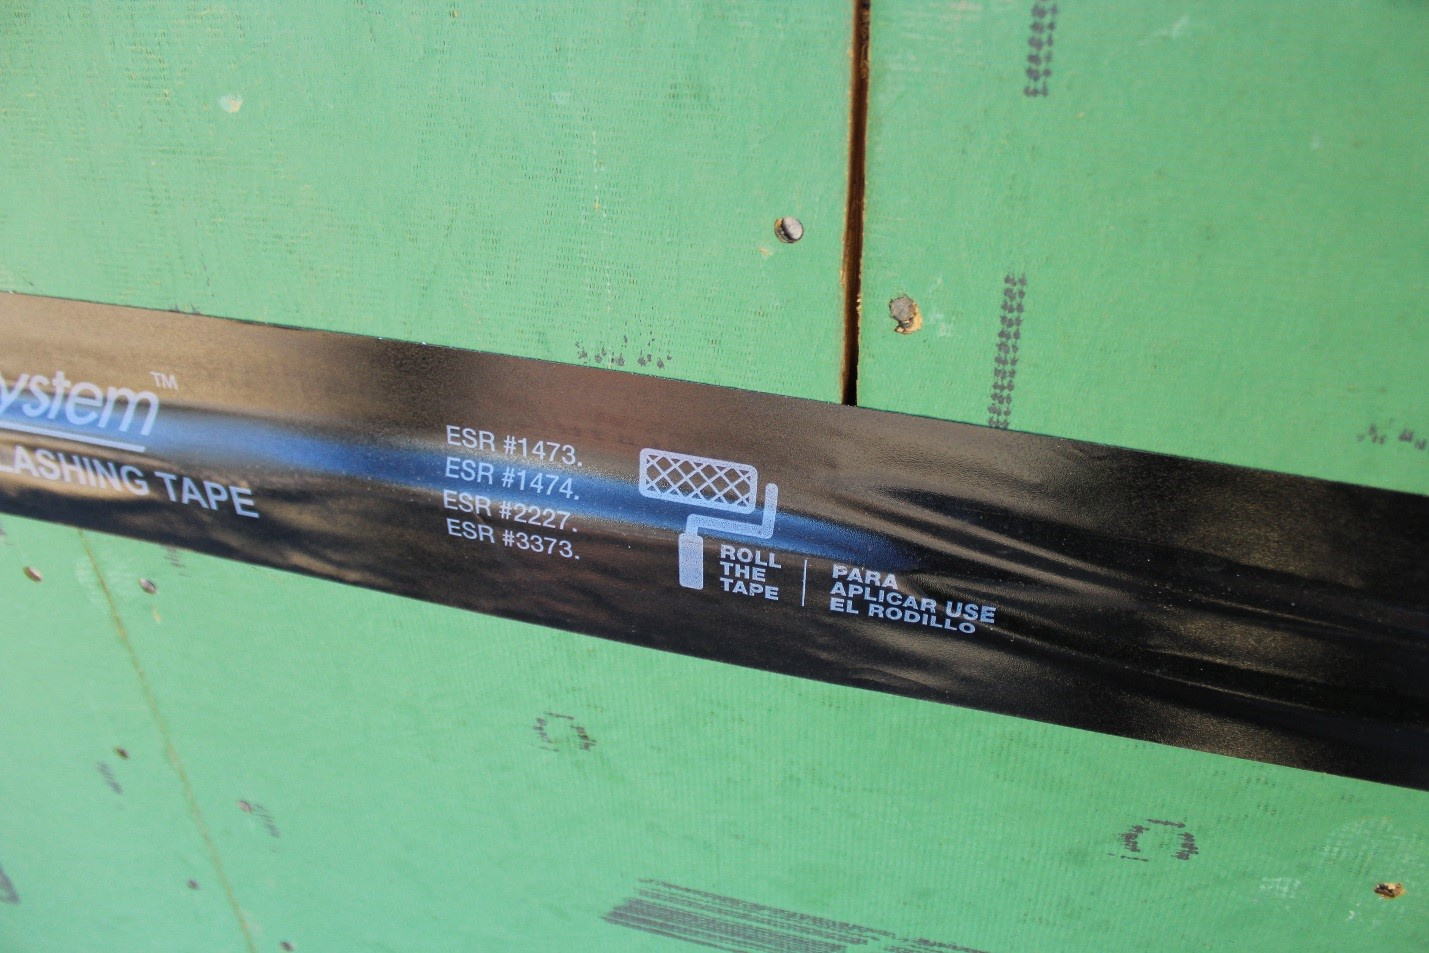 ystem™
LASHING TAPE
ESR #1473.
ESR #1474.
ESR #2227.
ESR #3373.
ROLL
THE
TAPE
PARA
APLICAR USE
EL RODILLO